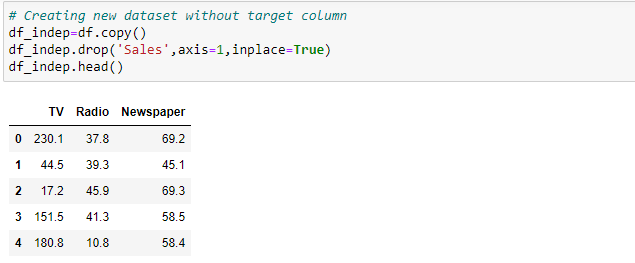 # Creating new dataset without target column
df_indep=df.copy()
df_indep.drop('Sales',axis=1,inplace=True)
df_indep.head()
TV Radio Newspaper
0 230.1 37.8 69.2
1 44.5 39.3 45.1
2 17.2 45.9 69.3
3 151.5 41.3 58.5
4 180.8 10.8 58.4